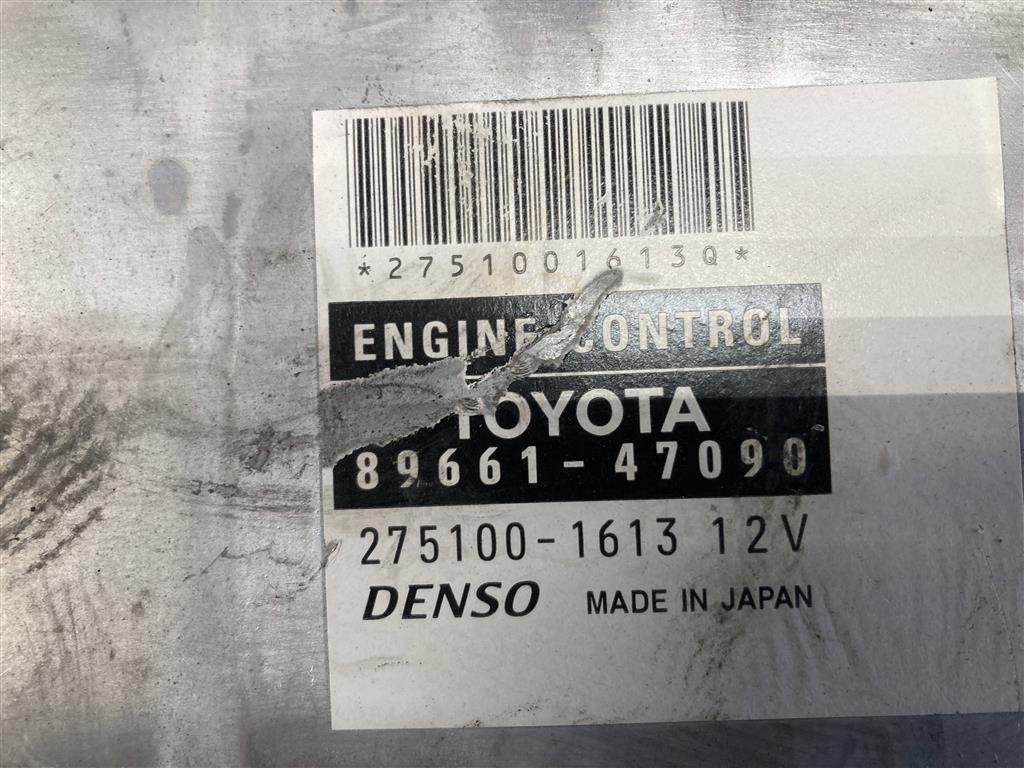 *2751001613Q*
ENGINE CONTROL
TOYOTA
89661-47090
275100-1613 12V
DENSO MADE IN JAPAN